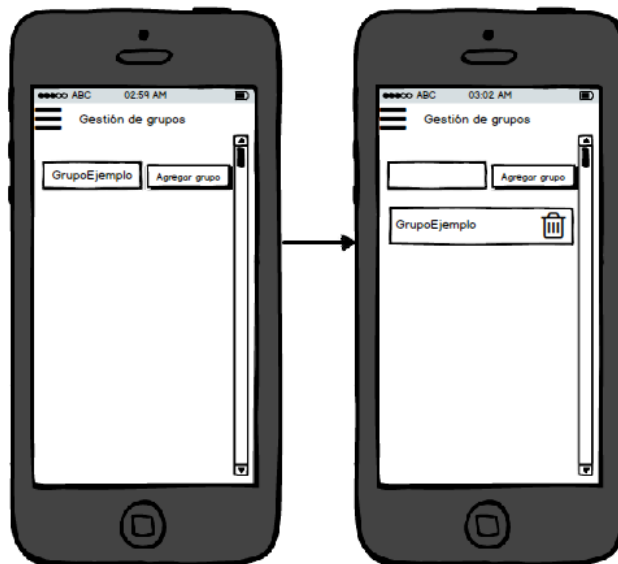 ABC 02:59 AM
Gestión de grupos
GrupoEjemplo Agregar grupo
ABC 03:02 AM
Gestión de grupos
Agregar grupo
GrupoEjemplo